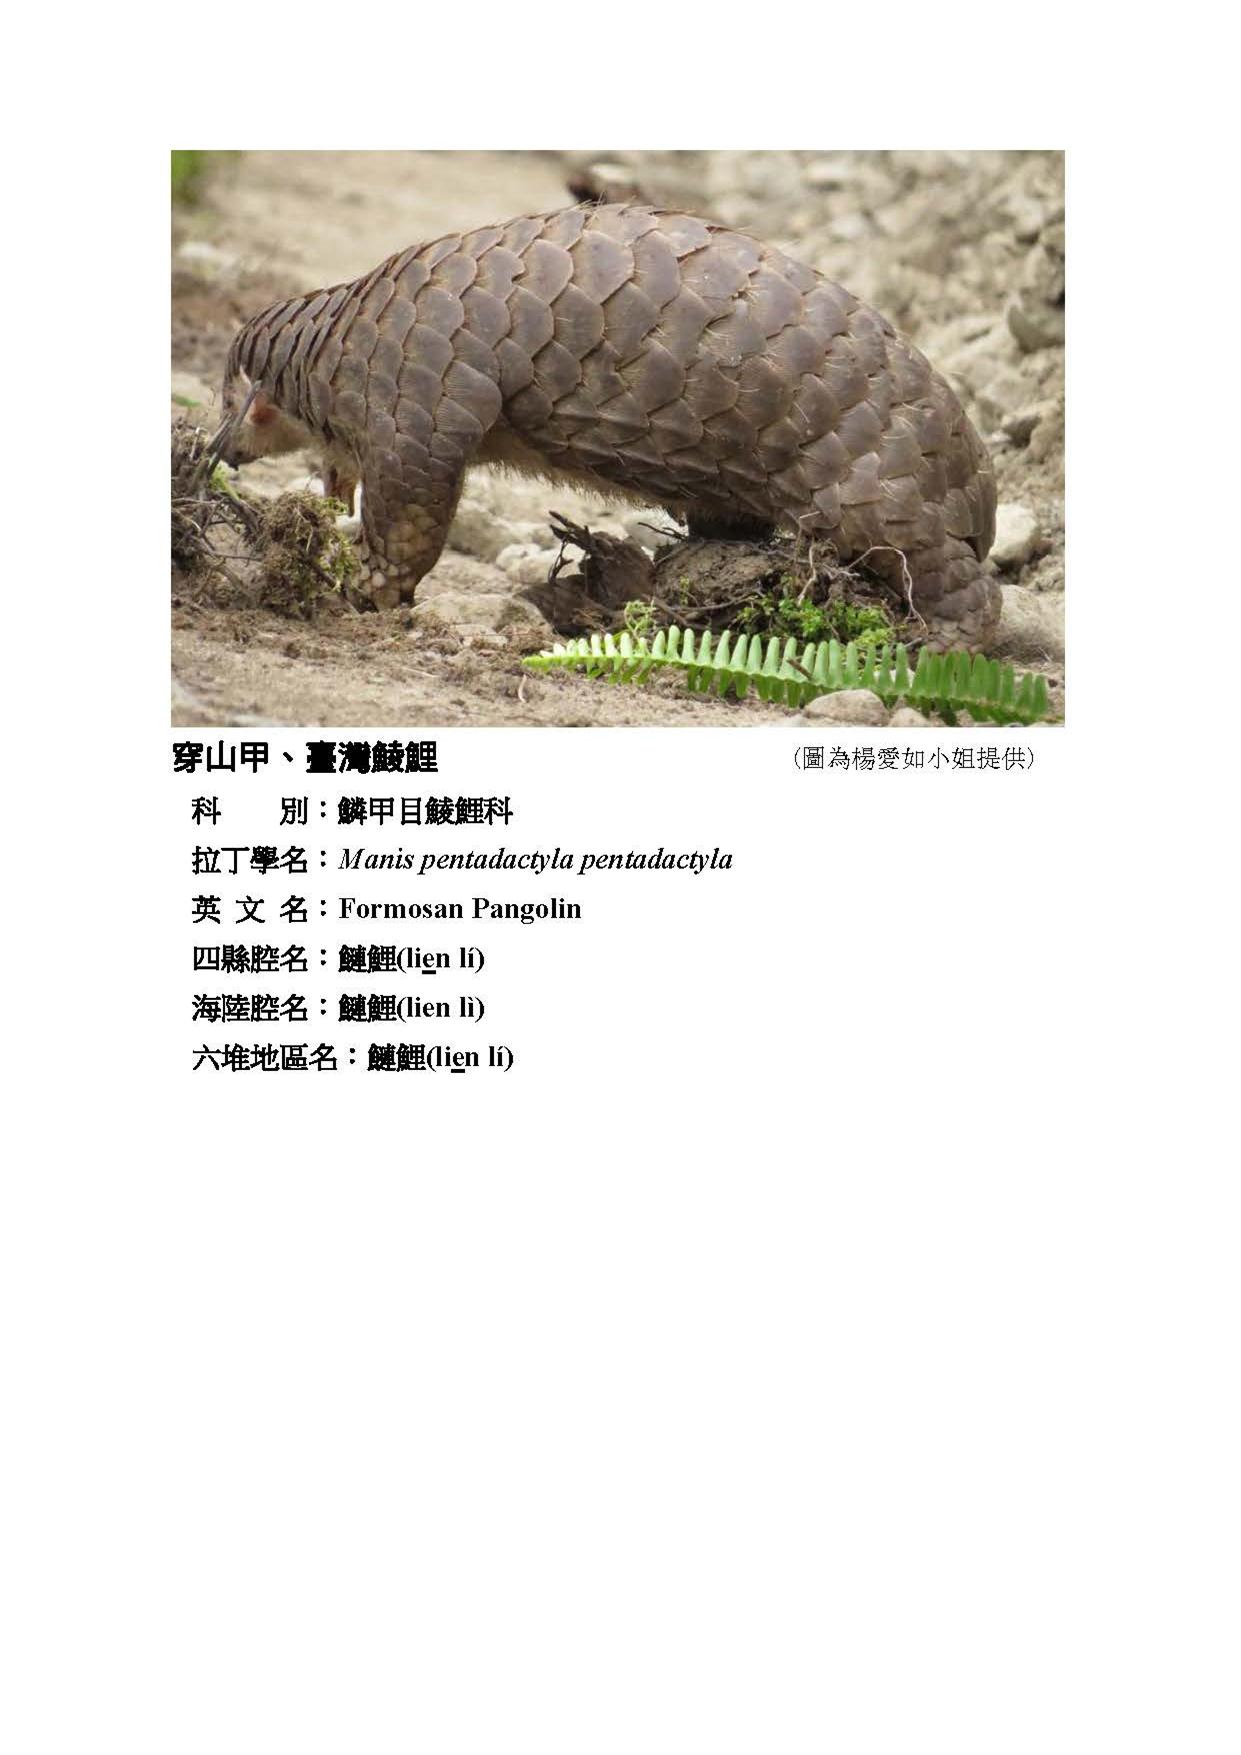 穿山甲、臺灣鯪鯉 (圖為楊愛如小姐提供)
科　　別：鱗甲目鯪鯉科
拉丁學名：Manis pentadactyla pentadactyla
英 文 名：Formosan Pangolin
四縣腔名：鰱鯉(lien lí)
海陸腔名：鰱鯉(lien lì)
六堆地區名：鰱鯉(lien lí)